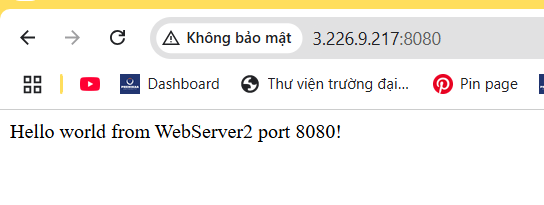 Không bảo mật 3.226.9.217:8080
Dashboard Thư viện trường đại... Pin page
Hello world from WebServer2 port 8080!